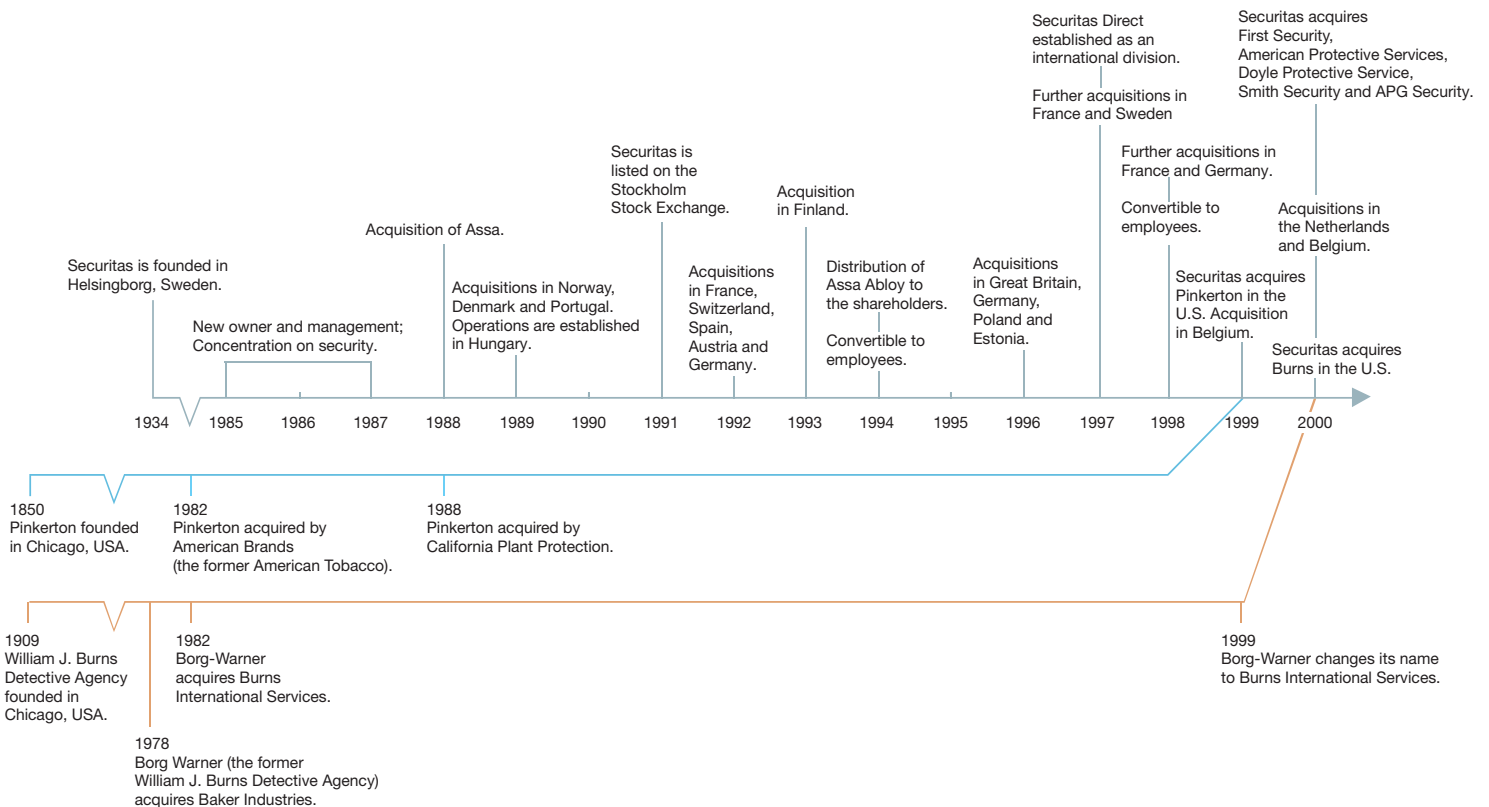 Securitas is founded in
Helsingborg, Sweden.
New owner and management;
Concentration on security.
Acquisition of Assa.
Acquisitions in Norway,
Denmark and Portugal.
Operations are established
in Hungary.
Securitas is
listed on the
Stockholm
Stock Exchange.
Acquisitions
in France,
Switzerland,
Spain,
Austria and
Germany.
Acquisition
in Finland.
Distribution of
Assa Abloy to
the shareholders.
Convertible to
employees.
Acquisitions
in Great Britain,
Germany,
Poland and
Estonia.
Securitas Direct
established as an
international division.
Further acquisitions in
France and Sweden
Further acquisitions in
France and Germany.
Convertible to
employees.
Securitas acquires
Pinkerton in the
U.S. Acquisition
in Belgium.
Securitas acquires
First Security,
American Protective Services,
Doyle Protective Service,
Smith Security and APG Security.
Acquisitions in
the Netherlands
and Belgium.
Securitas acquires
Burns in the U.S.
1934 1985 1986 1987 1988 1989 1990 1991 1992 1993 1994 1995 1996 1997 1998 1999 2000
1850
Pinkerton founded
in Chicago, USA.
1982
Pinkerton acquired by
American Brands
(the former American Tobacco).
1988
Pinkerton acquired by
California Plant Protection.
1909
William J. Burns
Detective Agency
founded in
Chicago, USA.
1978
Borg Warner (the former
William J. Burns Detective Agency)
acquires Baker Industries.
1982
Borg-Warner
acquires Burns
International Services.
1999
Borg-Warner changes its name
to Burns International Services.